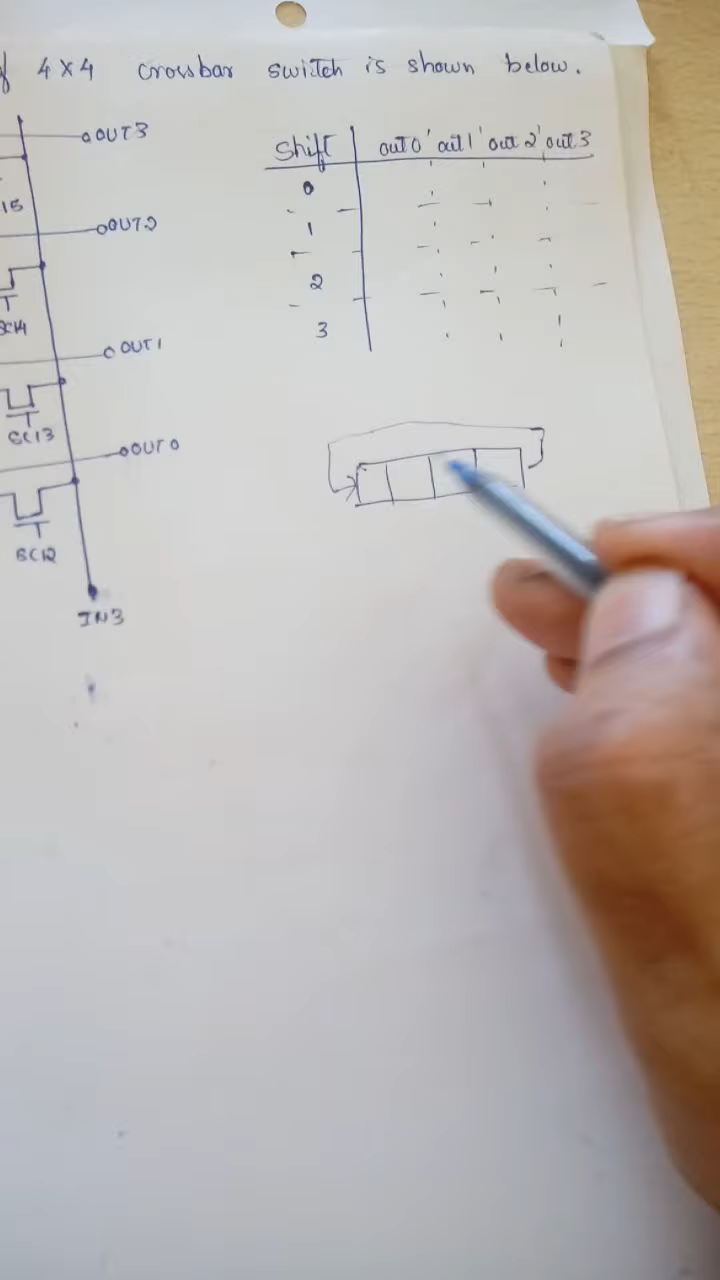 4 X 4 crossbar switch is shown below.
OUT3
OUT2
SC14
OUT1
SC13
OUT0
SC12
IN3
Shift out0 out1 out2 out3
0
1
2
3